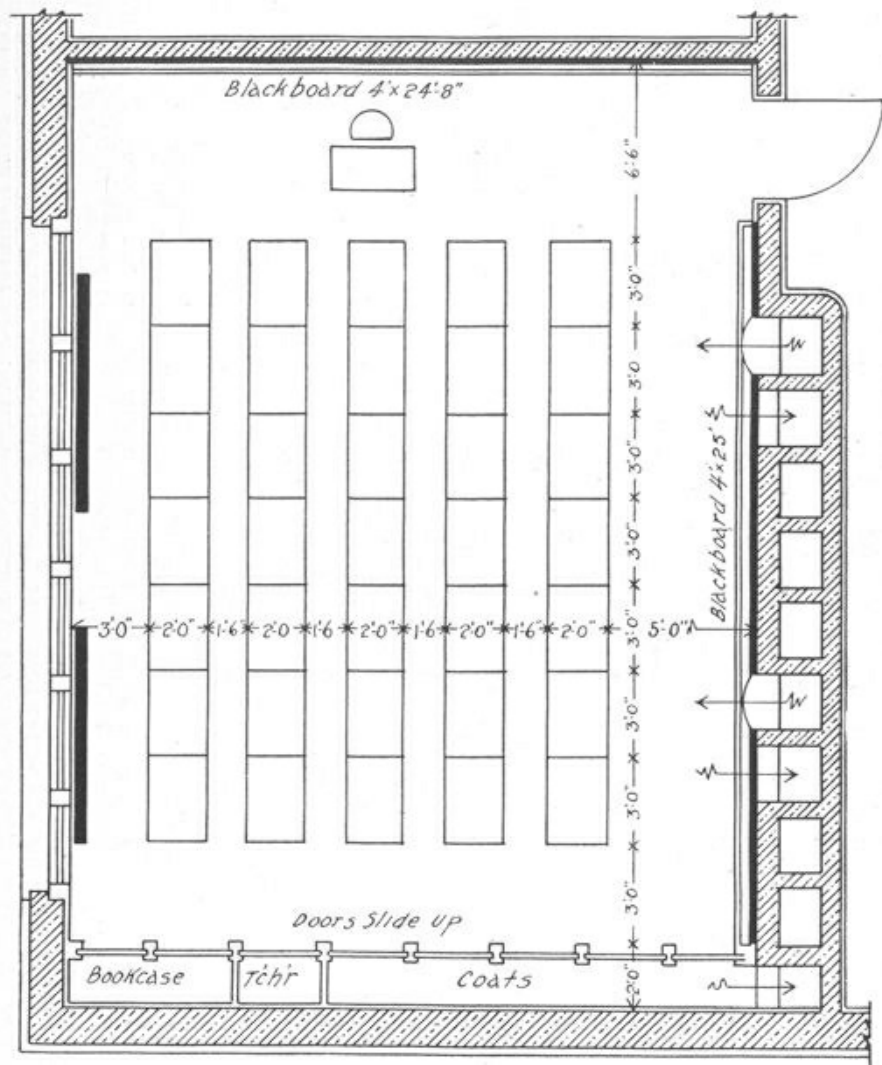 Blackboard 4'x 24'-8"
6'-6"
3'-0"
3'-0
3'-0"
3'-0"
Blackboard 4'x25'
3'-0" 2'-0" 1'-6" 2'-0 1'-6 2'-0" 1'-6 2'-0" 1'-6" 2'-0" 5'-0"
3'-0"
3'-0"
3'-0"
3'-0"
Doors Slide Up
Bookcase Tch'r Coats
2'-0"